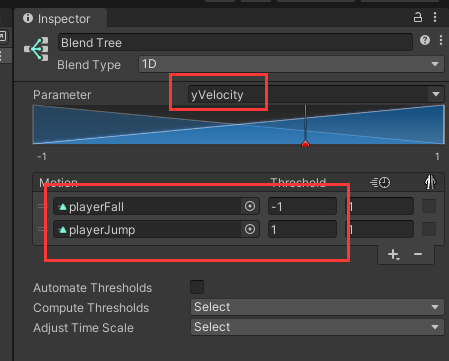 Inspector
Blend Tree
Blend Type 1D
Parameter yVelocity
-1 1
Motion Threshold
playerFall -1 1
playerJump 1 1
+ −
Automate Thresholds
Compute Thresholds Select
Adjust Time Scale Select